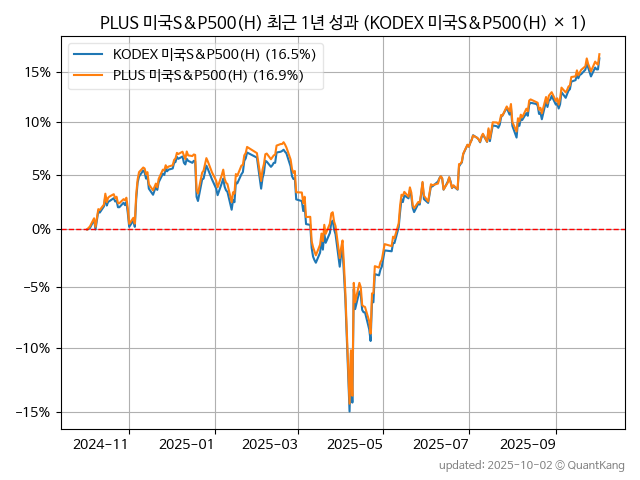 PLUS 미국S&P500(H) 최근 1년 성과 (KODEX 미국S&P500(H) × 1)
KODEX 미국S&P500(H) (16.5%)
PLUS 미국S&P500(H) (16.9%)
15%
10%
5%
0%
−5%
−10%
−15%
2024-11 2025-01 2025-03 2025-05 2025-07 2025-09
updated: 2025-10-02 © QuantKang